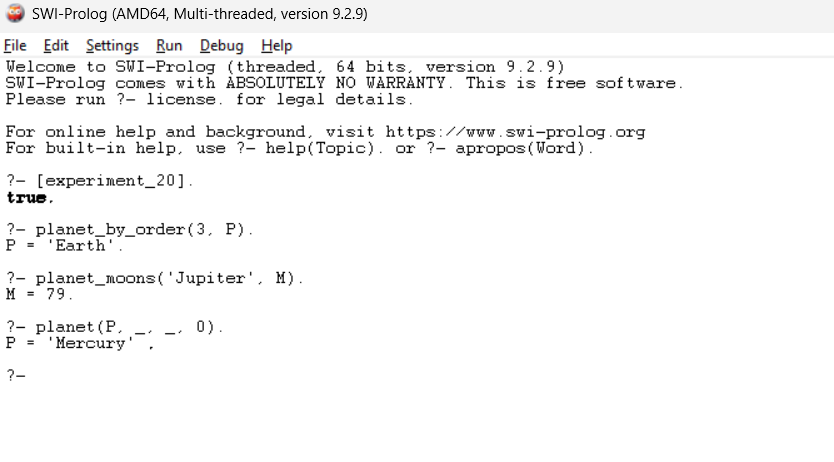 SWI-Prolog (AMD64, Multi-threaded, version 9.2.9)
File Edit Settings Run Debug Help
Welcome to SWI-Prolog (threaded, 64 bits, version 9.2.9)
SWI-Prolog comes with ABSOLUTELY NO WARRANTY. This is free software.
Please run ?- license. for legal details.
For online help and background, visit https://www.swi-prolog.org
For built-in help, use ?- help(Topic). or ?- apropos(Word).
?- [experiment_20].
true.
?- planet_by_order(3, P).
P = 'Earth'.
?- planet_moons('Jupiter', M).
M = 79.
?- planet(P, _, _, 0).
P = 'Mercury' .
?-